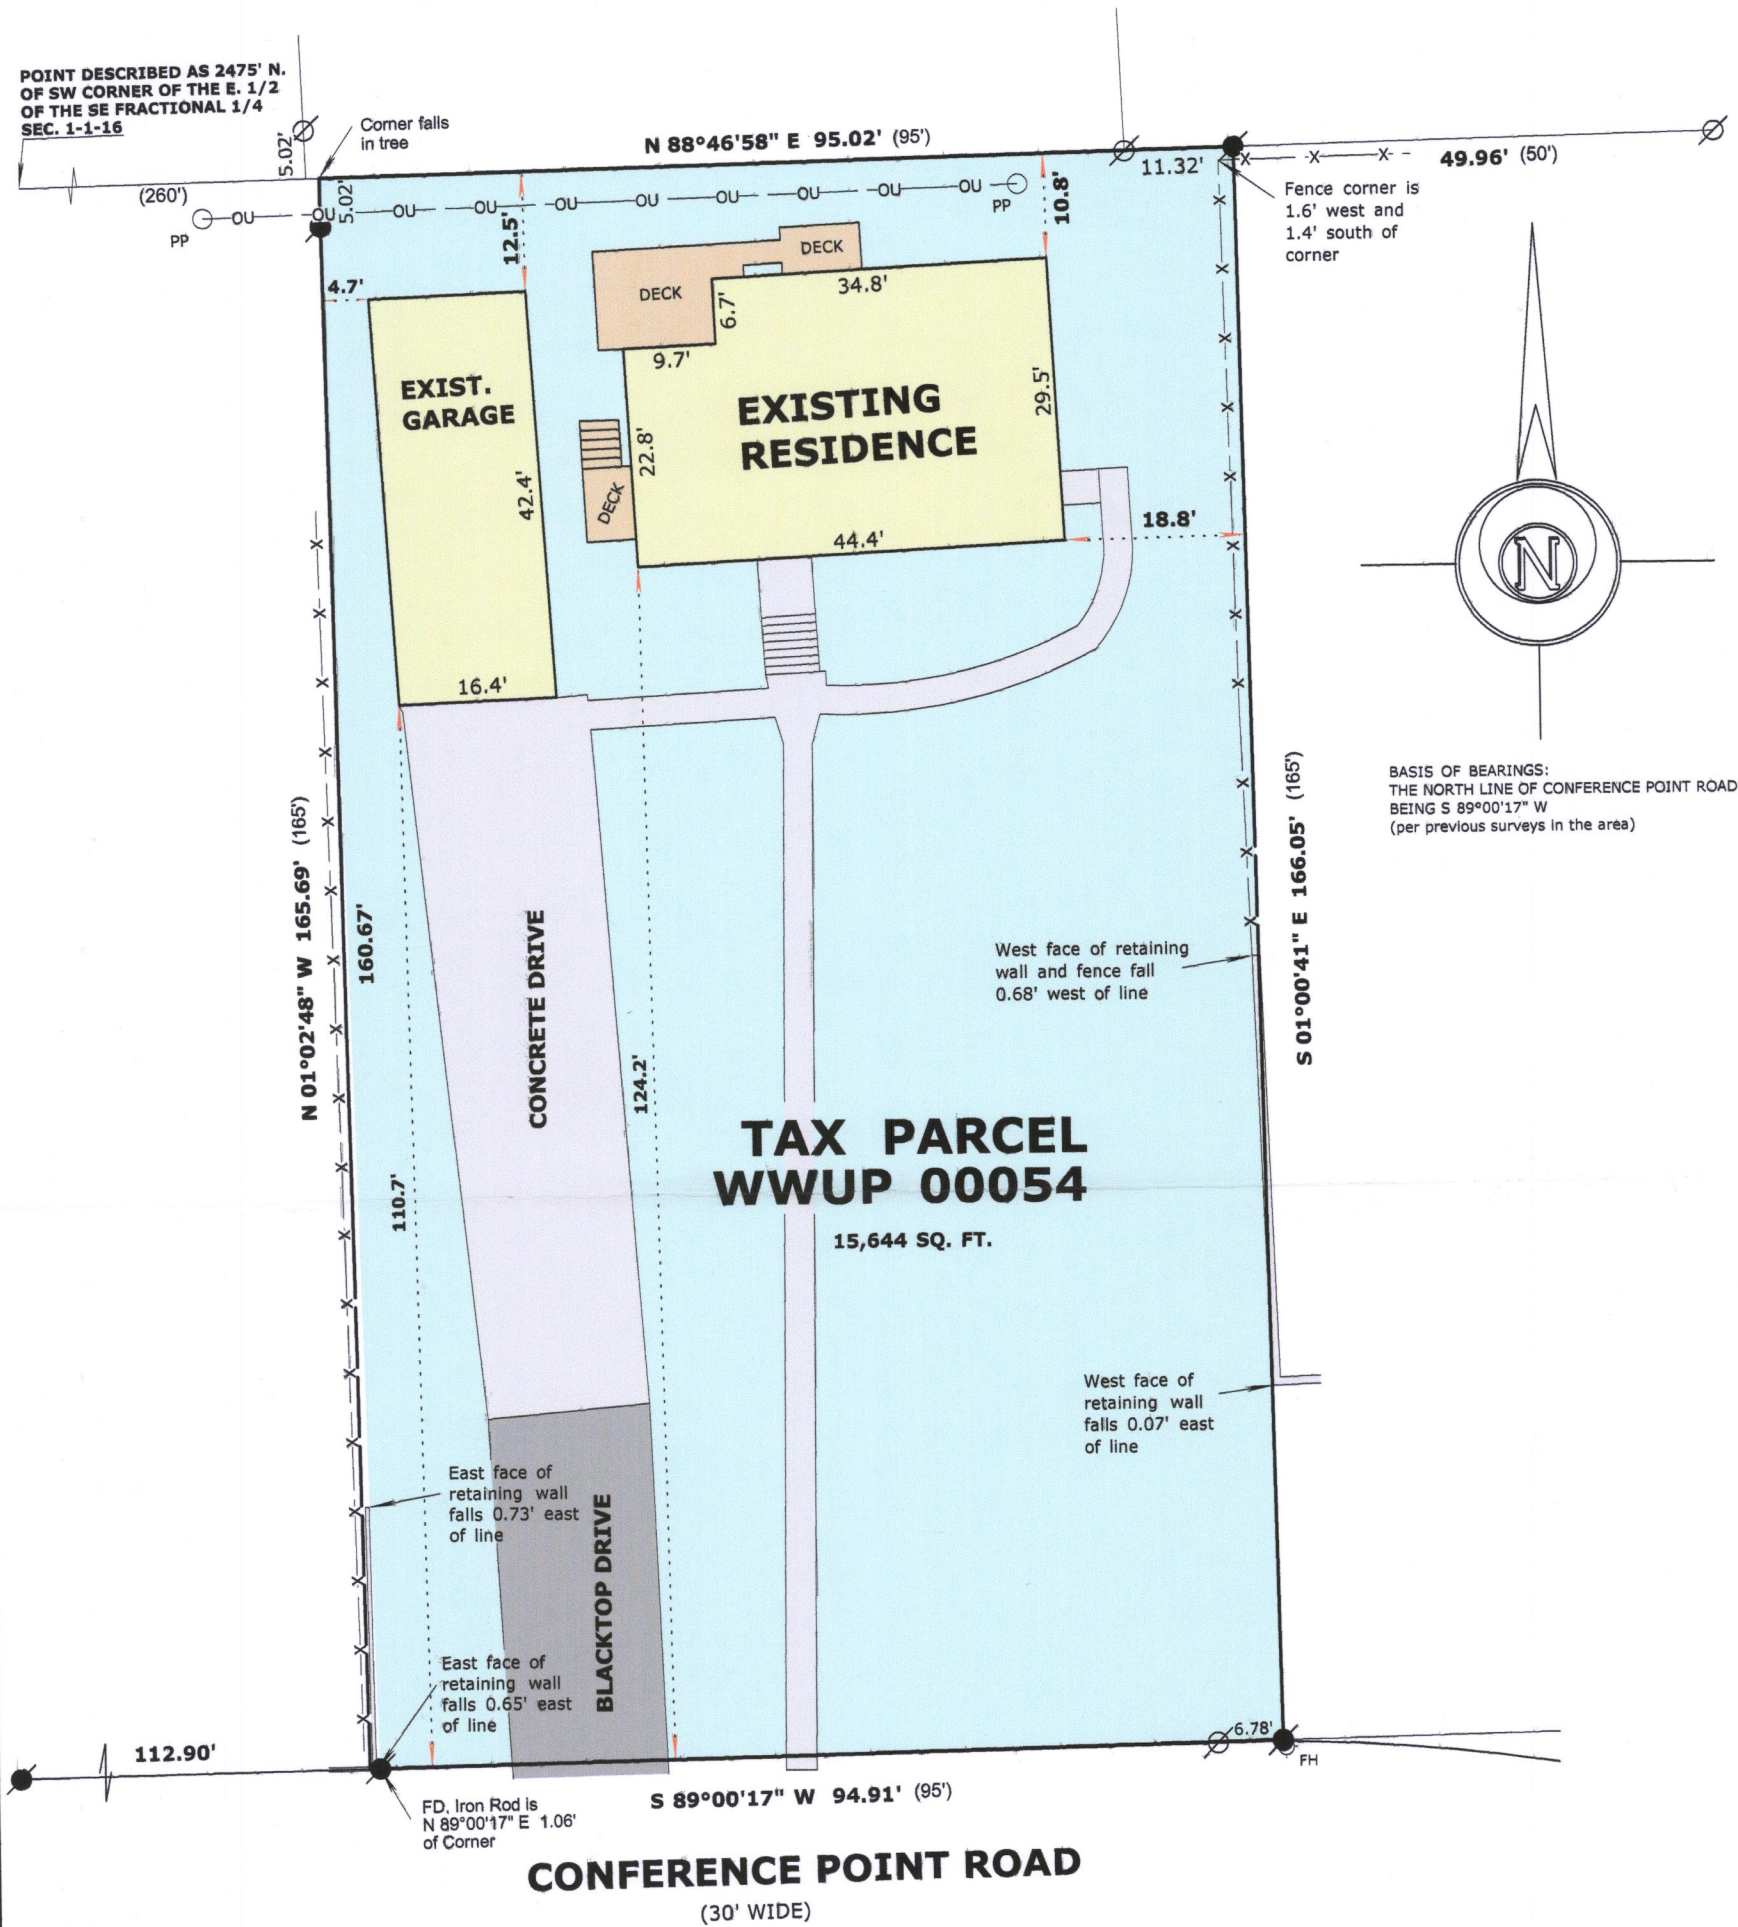 POINT DESCRIBED AS 2475' N.
OF SW CORNER OF THE E. 1/2
OF THE SE FRACTIONAL 1/4
SEC. 1-1-16
5.02'
Corner falls
in tree
N 88°46'58" E 95.02' (95')
11.32'
49.96' (50')
(260')
PP
OU
OU
5.02'
OU
OU
OU
OU
OU
OU
OU
OU
PP
12.5'
10.8'
Fence corner is
1.6' west and
1.4' south of
corner
4.7'
DECK
DECK
34.8'
6.7'
9.7'
EXIST.
GARAGE
EXISTING
RESIDENCE
29.5'
22.8'
42.4'
DECK
44.4'
18.8'
N
16.4'
BASIS OF BEARINGS:
THE NORTH LINE OF CONFERENCE POINT ROAD
BEING S 89°00'17" W
(per previous surveys in the area)
N 01°02'48" W 165.69' (165')
160.67'
S 01°00'41" E 166.05' (165')
CONCRETE DRIVE
West face of retaining
wall and fence fall
0.68' west of line
124.2'
110.7'
TAX PARCEL
WWUP 00054
15,644 SQ. FT.
West face of
retaining wall
falls 0.07' east
of line
East face of
retaining wall
falls 0.73' east
of line
BLACKTOP DRIVE
East face of
retaining wall
falls 0.65' east
of line
112.90'
6.78'
FH
FD. Iron Rod is
N 89°00'17" E 1.06'
of Corner
S 89°00'17" W 94.91' (95')
CONFERENCE POINT ROAD
(30' WIDE)